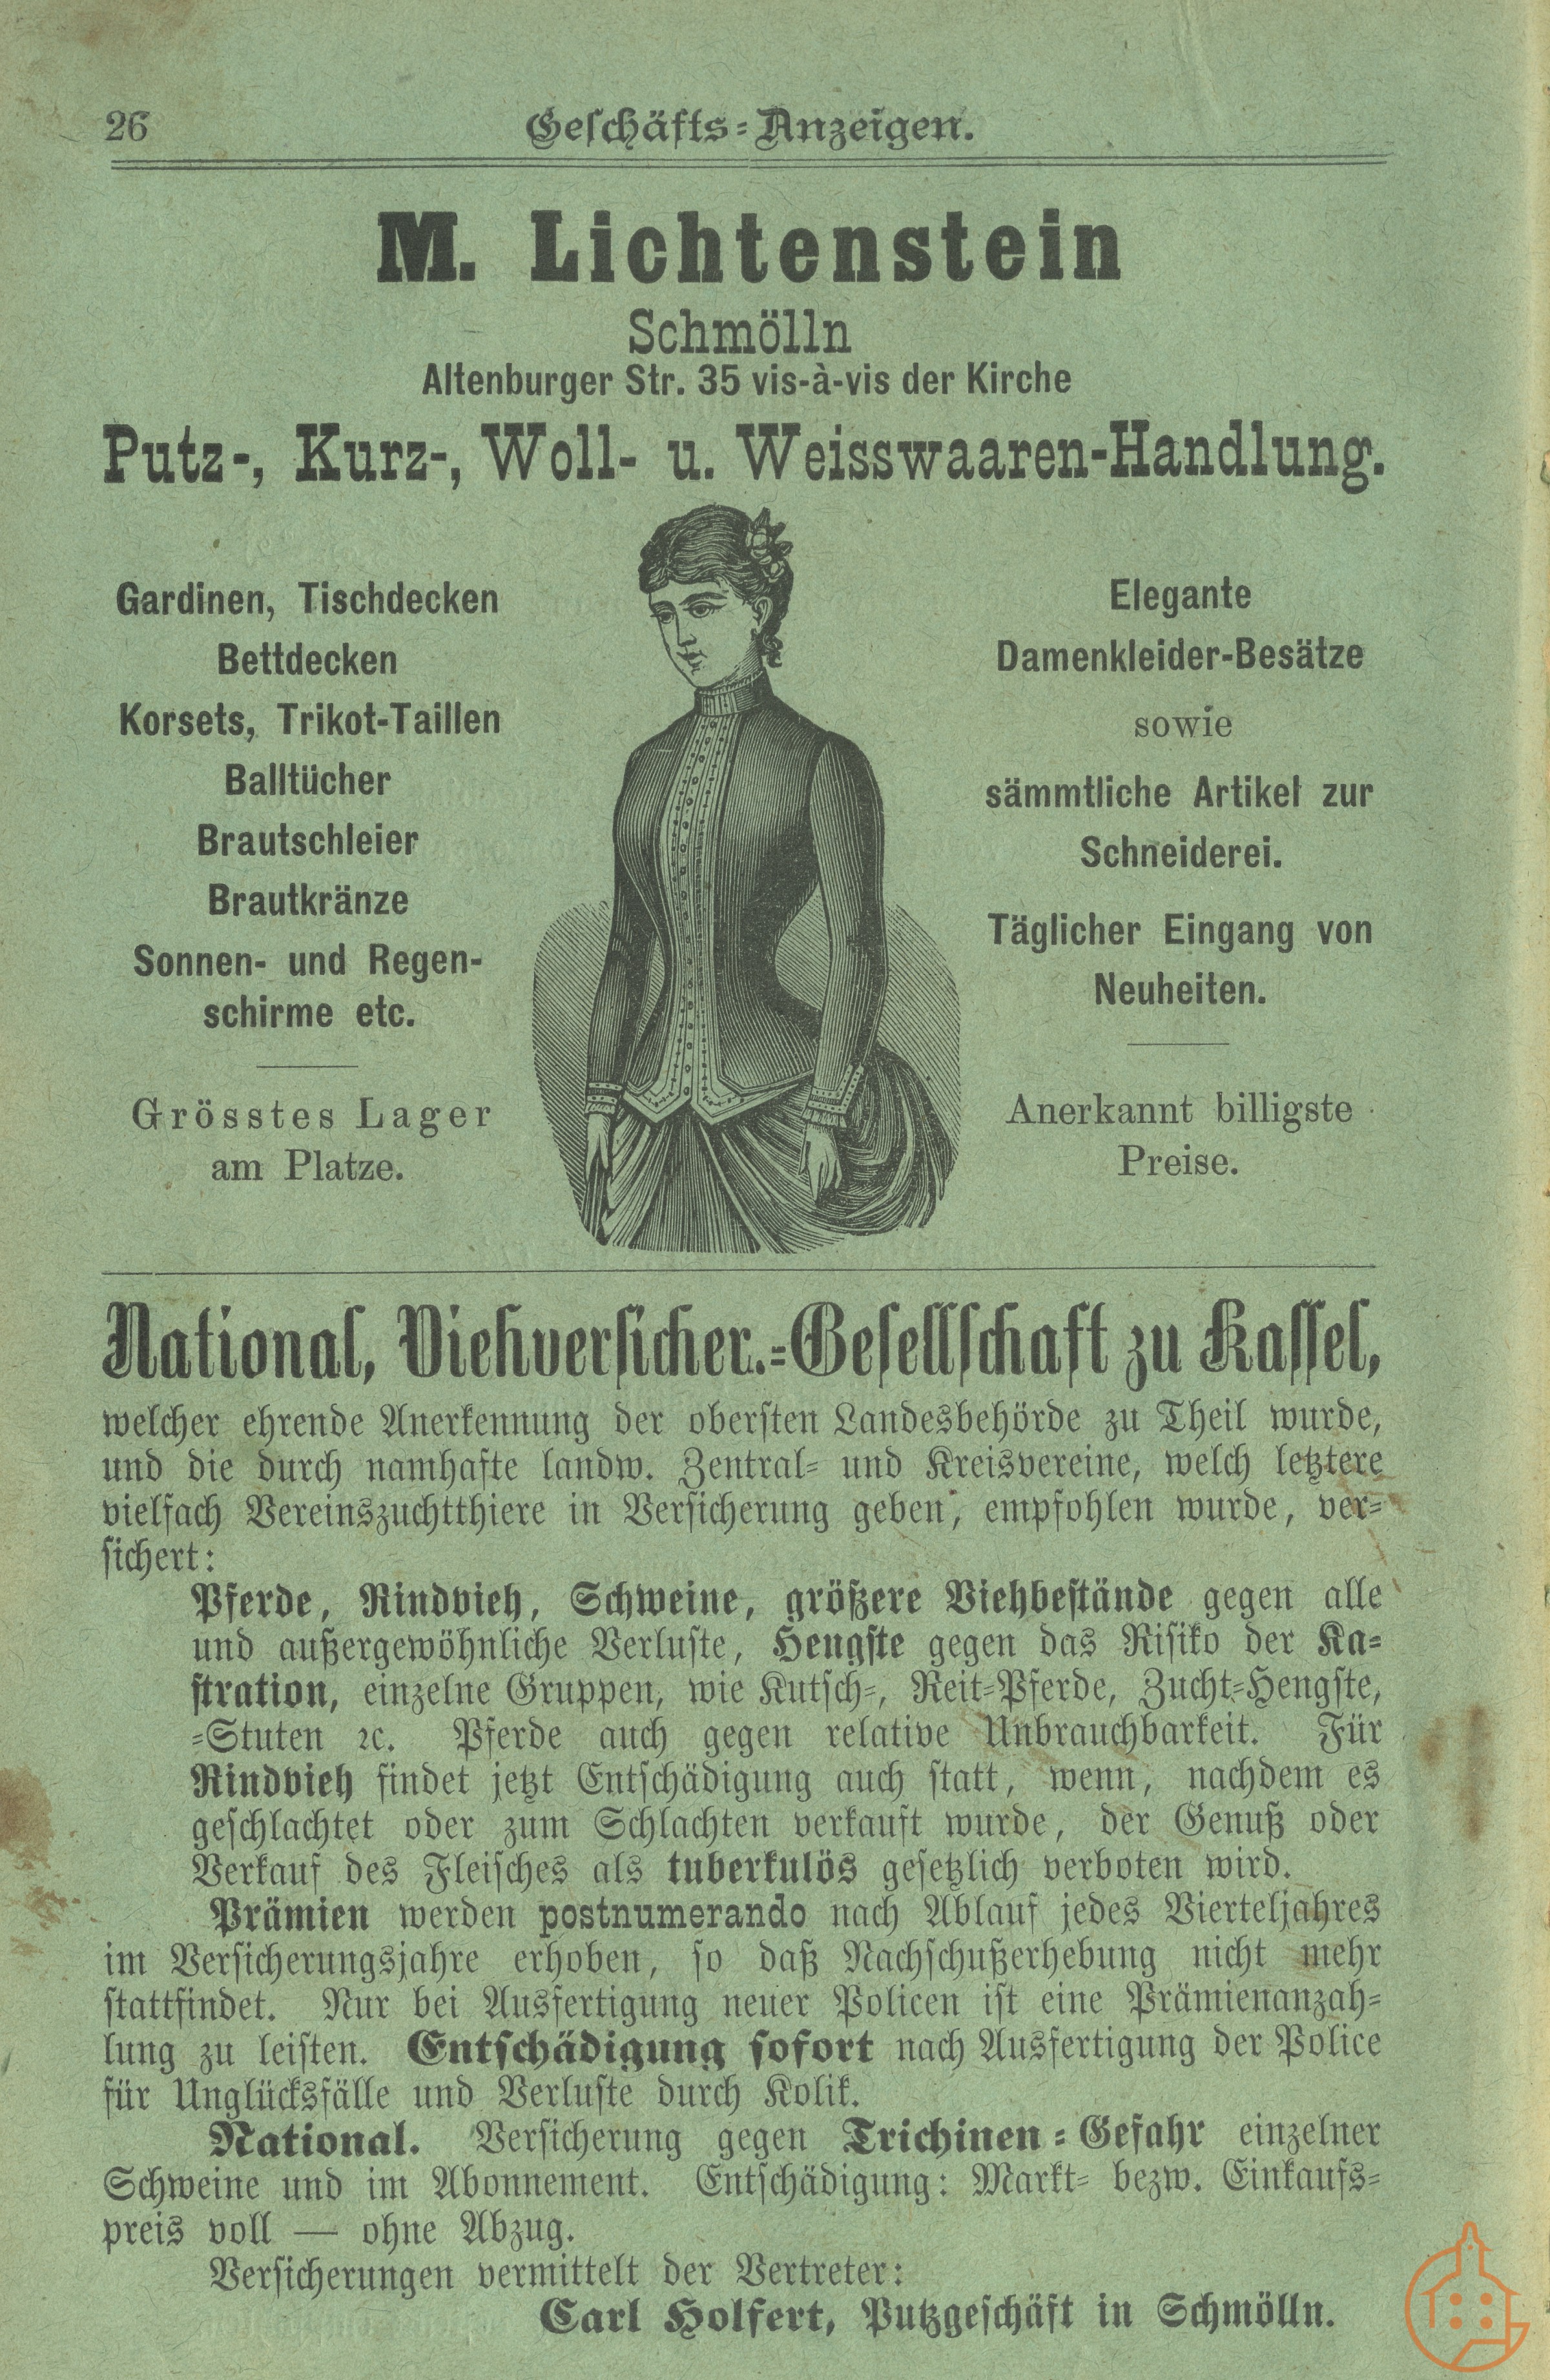 26
Geschäfts=Anzeigen.
M. Lichtenstein
Schmölln
Altenburger Str. 35 vis-à-vis der Kirche
Putz-, Kurz-, Woll- u. Weisswaaren-Handlung.
Gardinen, Tischdecken
Bettdecken
Korsets, Trikot-Taillen
Balltücher
Brautschleier
Brautkränze
Sonnen- und Regen-
schirme etc.
Grösstes Lager
am Platze.
Elegante
Damenkleider-Besätze
sowie
sämmtliche Artikel zur
Schneiderei.
Täglicher Eingang von
Neuheiten.
Anerkannt billigste
Preise.
National, Viehversicher.=Gesellschaft zu Kassel,
welcher ehrende Anerkennung der obersten Landesbehörde zu Theil wurde,
und die durch namhafte landw. Zentral= und Kreisvereine, welch letztere
vielfach Vereinszuchtthiere in Versicherung geben, empfohlen wurde, ver=
sichert:
Pferde, Rindvieh, Schweine, größere Viehbestände gegen alle
und außergewöhnliche Verluste, Hengste gegen das Risiko der Ka=
stration, einzelne Gruppen, wie Kutsch=, Reit=Pferde, Zucht=Hengste,
=Stuten ꝛc. Pferde auch gegen relative Unbrauchbarkeit. Für
Rindvieh findet jetzt Entschädigung auch statt, wenn, nachdem es
geschlachtet oder zum Schlachten verkauft wurde, der Genuß oder
Verkauf des Fleisches als tuberkulös gesetzlich verboten wird.
Prämien werden postnumerando nach Ablauf jedes Vierteljahres
im Versicherungsjahre erhoben, so daß Nachschußerhebung nicht mehr
stattfindet. Nur bei Ausfertigung neuer Policen ist eine Prämienanzah=
lung zu leisten. Entschädigung sofort nach Ausfertigung der Police
für Unglücksfälle und Verluste durch Kolik.
National. Versicherung gegen Trichinen=Gefahr einzelner
Schweine und im Abonnement. Entschädigung: Markt= bezw. Einkaufs=
preis voll — ohne Abzug.
Versicherungen vermittelt der Vertreter:
Carl Holfert, Putzgeschäft in Schmölln.